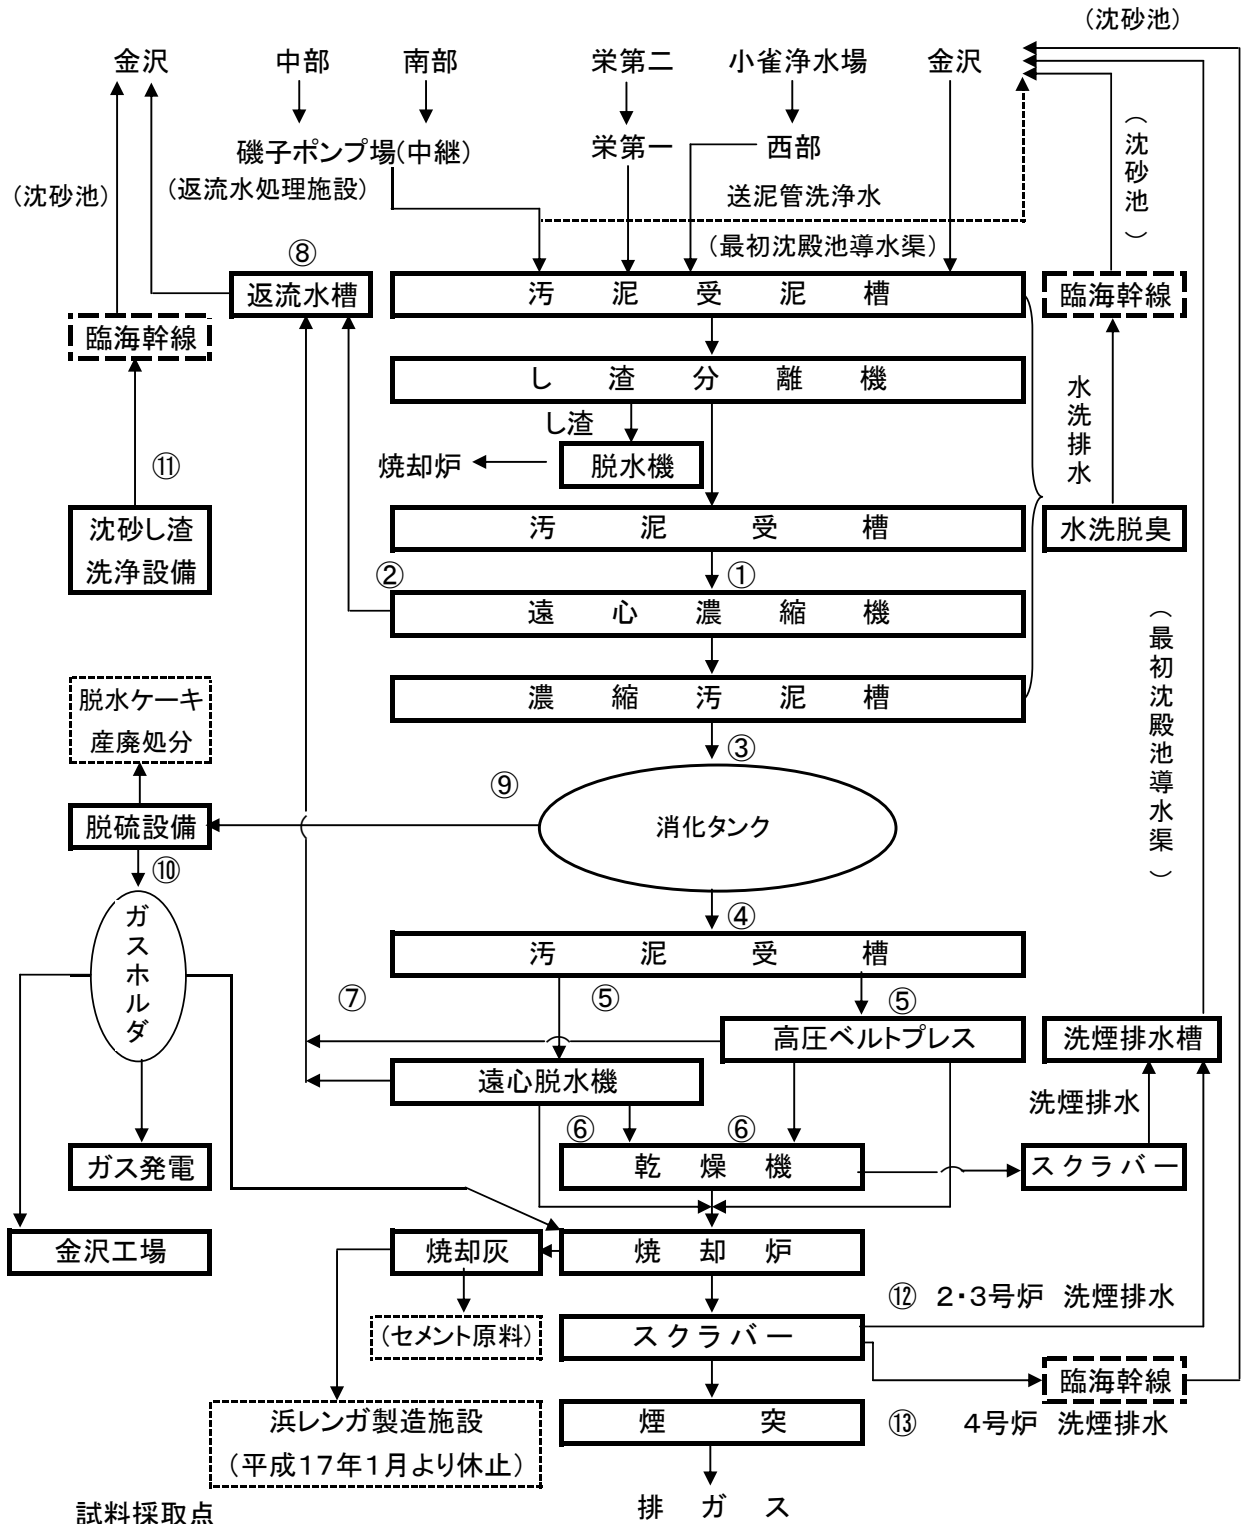 (沈砂池)
金沢
中部
南部
栄第二
小雀浄水場
金沢
磯子ポンプ場(中継)
栄第一
西部
(沈砂池)
(返流水処理施設)
送泥管洗浄水
(沈砂池)
⑧
(最初沈殿池導水渠)
返流水槽
汚泥受泥槽
臨海幹線
臨海幹線
し渣分離機
し渣
水洗排水
焼却炉
脱水機
⑪
沈砂し渣
洗浄設備
汚泥受槽
水洗脱臭
②
①
遠心濃縮機
(最初沈殿池導水渠)
脱水ケーキ
産廃処分
濃縮汚泥槽
③
⑨
脱硫設備
消化タンク
⑩
④
ガスホルダ
汚泥受槽
⑦
⑤
⑤
高圧ベルトプレス
洗煙排水槽
遠心脱水機
洗煙排水
⑥
⑥
ガス発電
乾燥機
スクラバー
金沢工場
焼却灰
焼却炉
⑫ 2・3号炉 洗煙排水
(セメント原料)
スクラバー
臨海幹線
浜レンガ製造施設
(平成17年1月より休止)
煙突
⑬ 4号炉 洗煙排水
排ガス
試料採取点